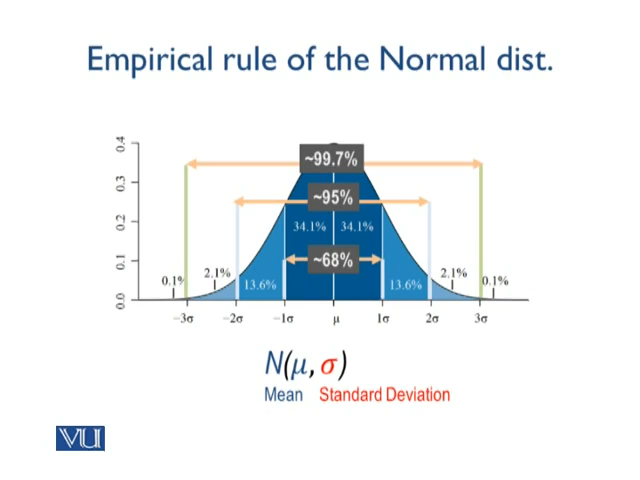 Empirical rule of the Normal dist.
0.4
~99.7%
0.3
~95%
0.2
34.1% 34.1%
~68%
0.1
0.1% 2.1% 13.6% 13.6% 2.1% 0.1%
0.0
−3σ −2σ −1σ μ 1σ 2σ 3σ
N(μ, σ)
Mean Standard Deviation
VU